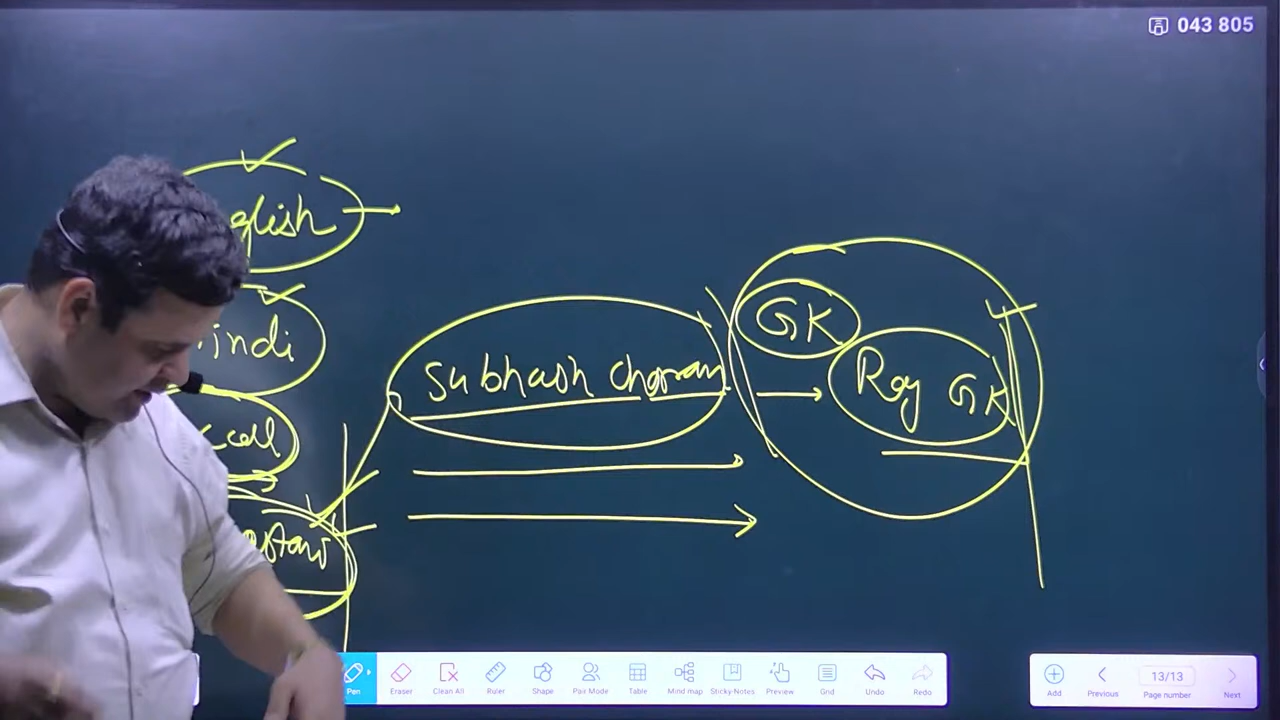 043 805
glish
indi
GK
Subhash Charan
Raj GK
Pen
Eraser
Clean All
Ruler
Shape
Pair Mode
Table
Mind map
Sticky-Notes
Preview
Grid
Undo
Redo
Add
Previous
13/13
Page number
Next